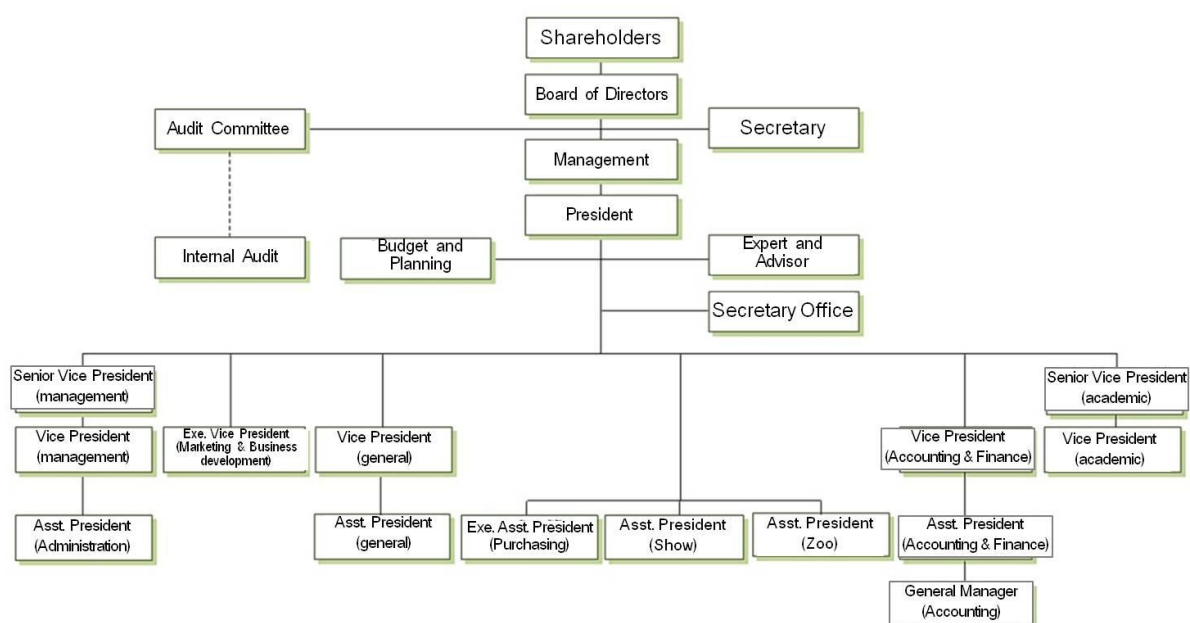 Shareholders
Board of Directors
Audit Committee
Secretary
Management
President
Internal Audit
Budget and
Planning
Expert and
Advisor
Secretary Office
Senior Vice President
(management)
Senior Vice President
(academic)
Vice President
(management)
Exe. Vice President
(Marketing & Business
development)
Vice President
(general)
Vice President
(Accounting & Finance)
Vice President
(academic)
Asst. President
(Administration)
Asst. President
(general)
Exe. Asst. President
(Purchasing)
Asst. President
(Show)
Asst. President
(Zoo)
Asst. President
(Accounting & Finance)
General Manager
(Accounting)